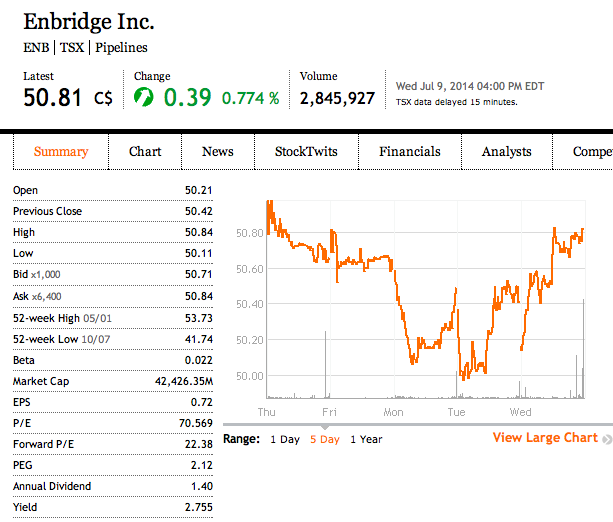 Enbridge Inc.
ENB | TSX | Pipelines
Latest Change Volume
50.81 C$ 0.39 0.774 % 2,845,927
Wed Jul 9, 2014 04:00 PM EDT
TSX data delayed 15 minutes.
Summary Chart News StockTwits Financials Analysts Compe
Open 50.21
Previous Close 50.42
High 50.84
Low 50.11
Bid x1,000 50.71
Ask x6,400 50.84
52-week High 05/01 53.73
52-week Low 10/07 41.74
Beta 0.022
Market Cap 42,426.35M
EPS 0.72
P/E 70.569
Forward P/E 22.38
PEG 2.12
Annual Dividend 1.40
Yield 2.755
50.80
50.60
50.40
50.20
50.00
Thu Fri Mon Tue Wed
Range: 1 Day 5 Day 1 Year
View Large Chart